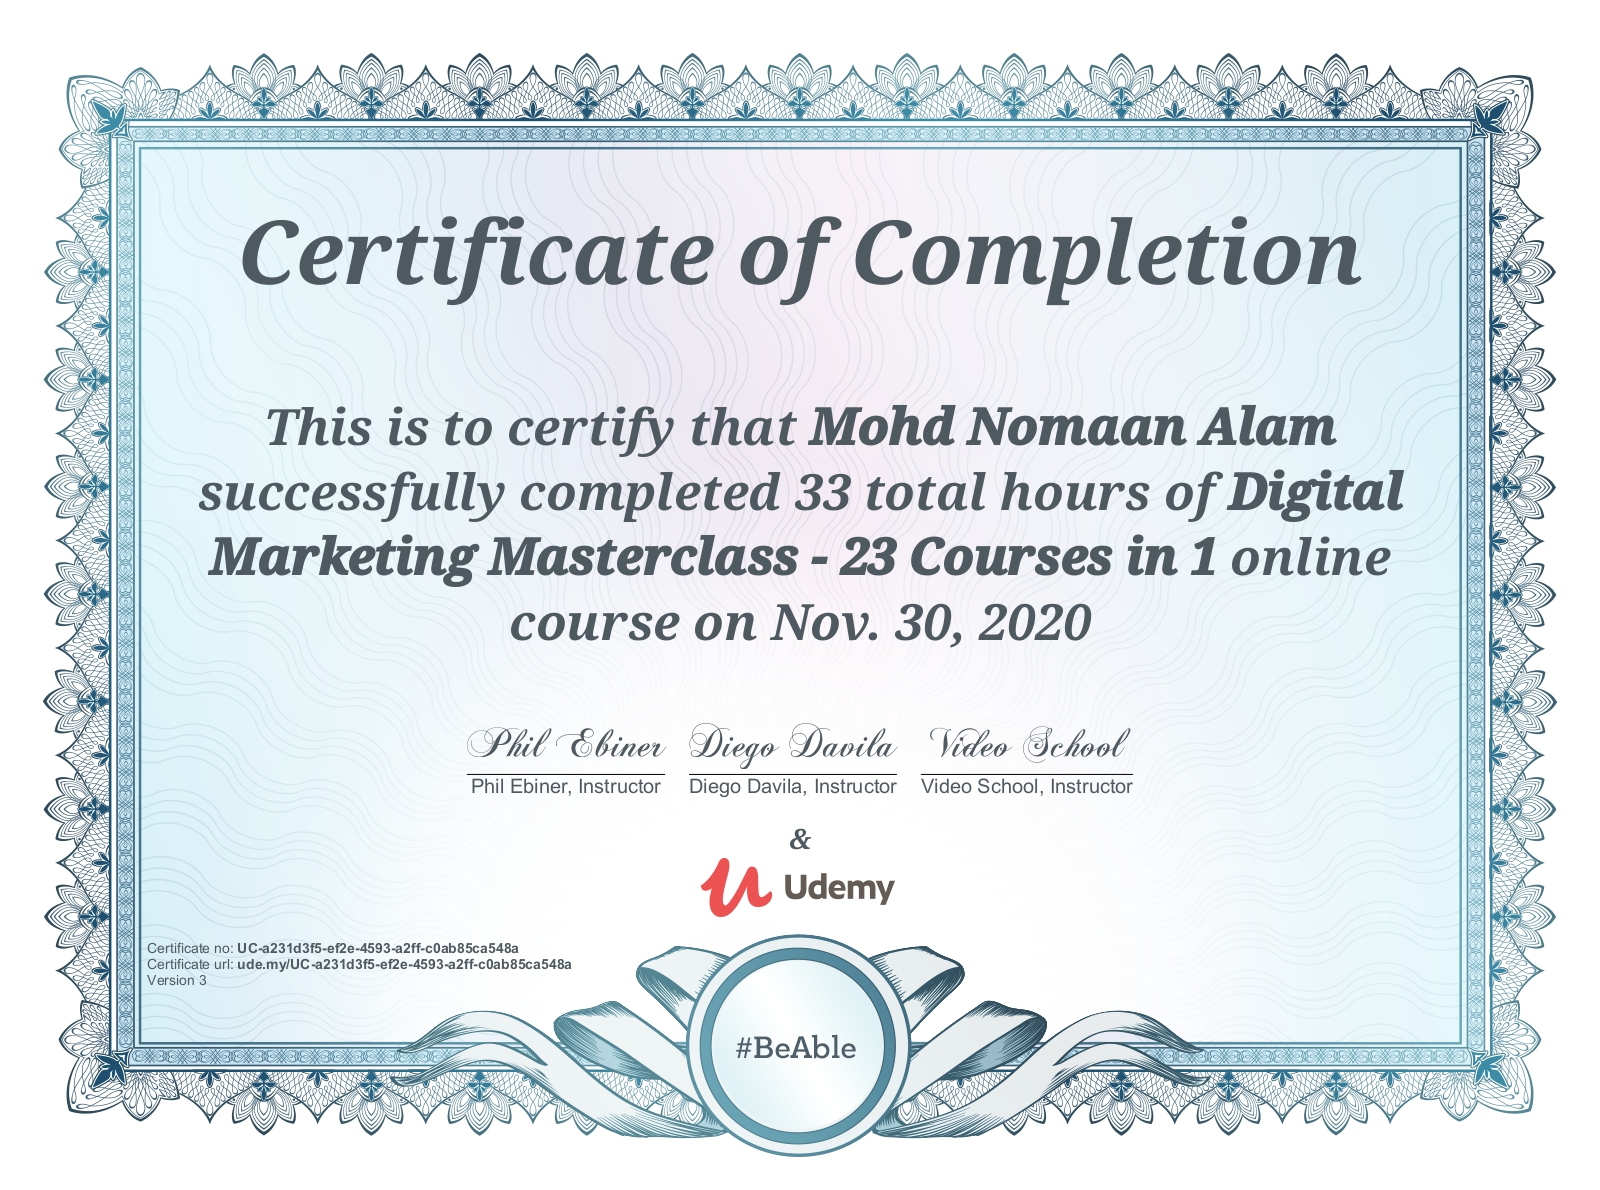 Certificate of Completion
This is to certify that Mohd Nomaan Alam
successfully completed 33 total hours of Digital
Marketing Masterclass - 23 Courses in 1 online
course on Nov. 30, 2020
Phil Ebiner Diego Davila Video School
Phil Ebiner, Instructor Diego Davila, Instructor Video School, Instructor
&
Udemy
Certificate no: UC-a231d3f5-ef2e-4593-a2ff-c0ab85ca548a
Certificate url: ude.my/UC-a231d3f5-ef2e-4593-a2ff-c0ab85ca548a
Version 3
#BeAble